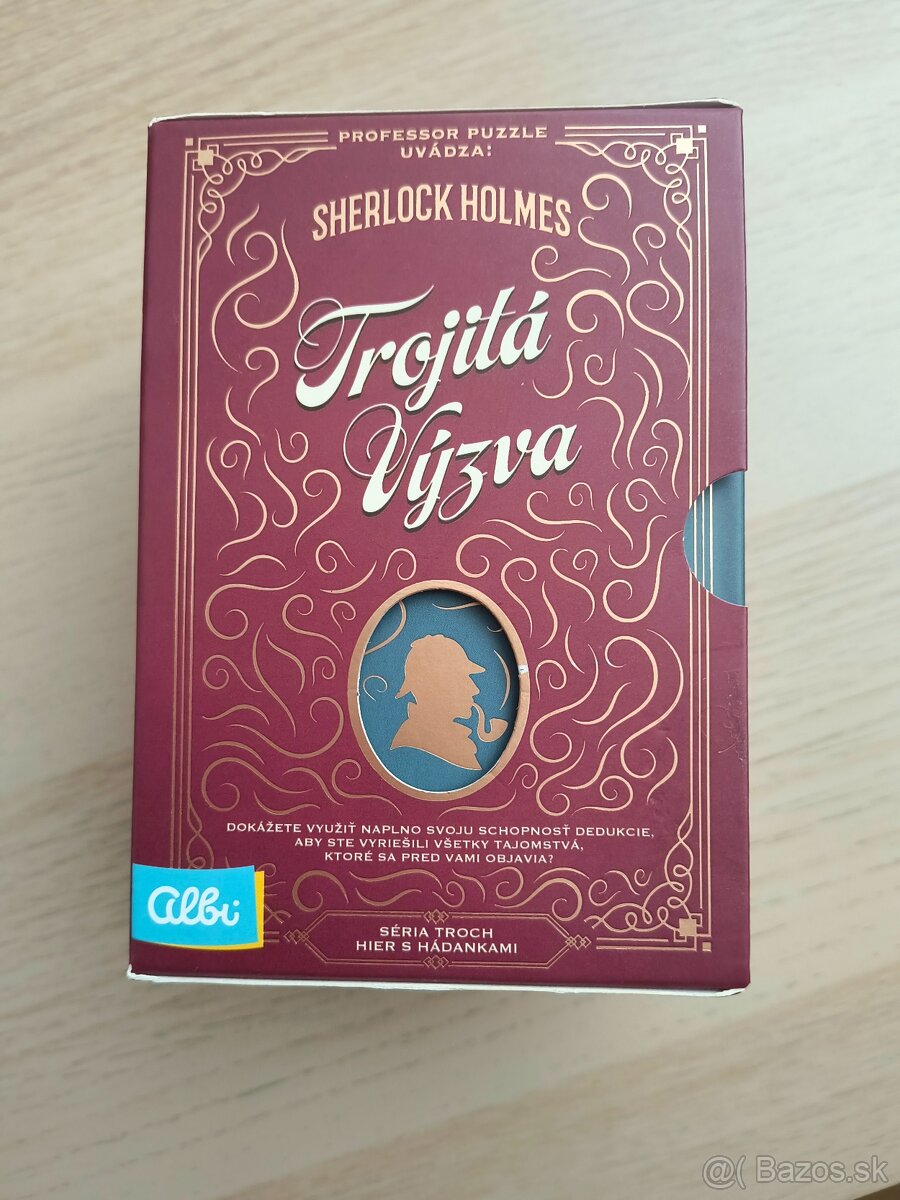 PROFESSOR PUZZLE
UVÁDZA:
SHERLOCK HOLMES
Trojitá
Výzva
DOKÁŽETE VYUŽIŤ NAPLNO SVOJU SCHOPNOSŤ DEDUKCIE,
ABY STE VYRIEŠILI VŠETKY TAJOMSTVÁ,
KTORÉ SA PRED VAMI OBJAVIA?
Albi
SÉRIA TROCH
HIER S HÁDANKAMI
@( Bazos.sk